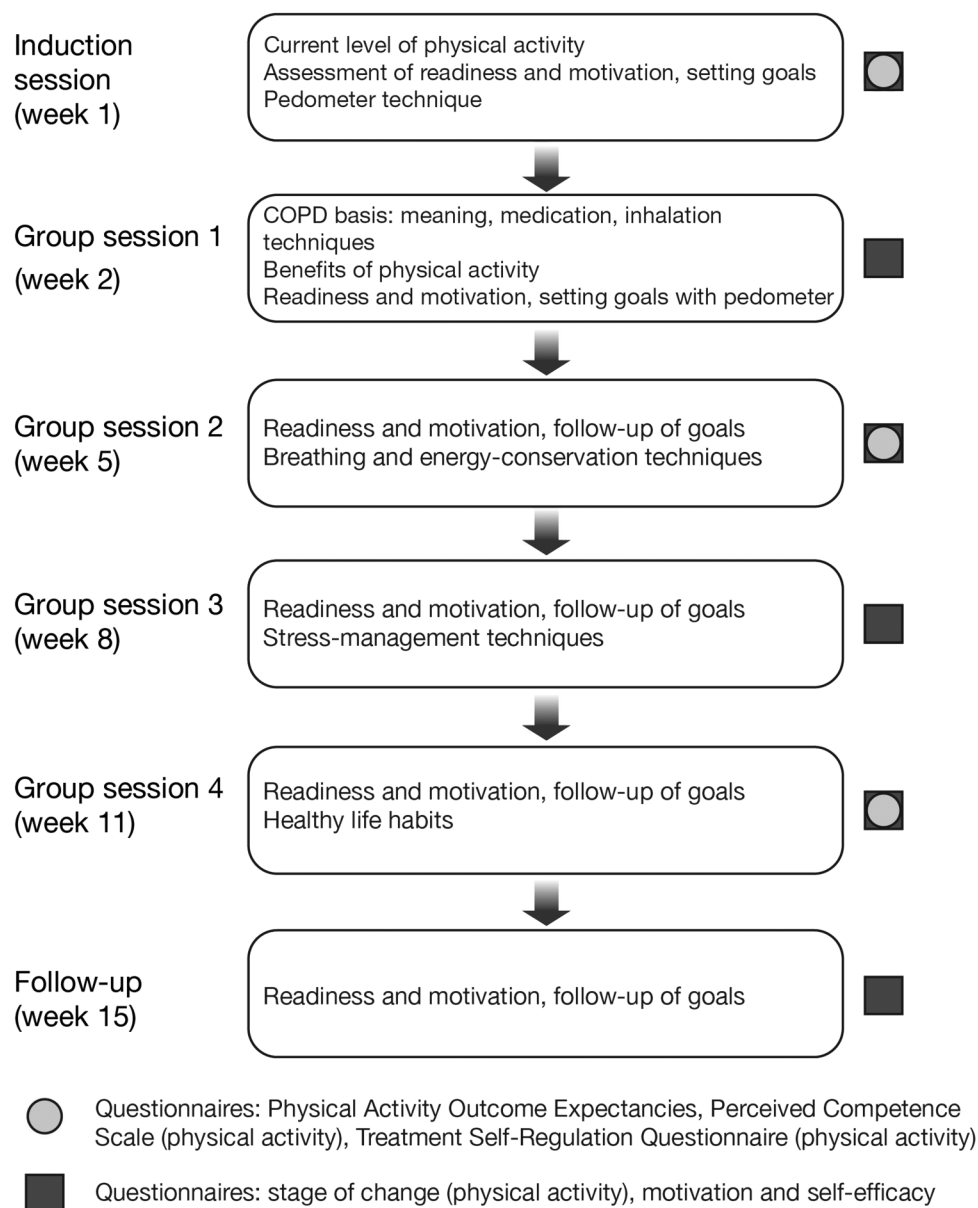 Induction
session
(week 1)
Current level of physical activity
Assessment of readiness and motivation, setting goals
Pedometer technique
Group session 1
(week 2)
COPD basis: meaning, medication, inhalation
techniques
Benefits of physical activity
Readiness and motivation, setting goals with pedometer
Group session 2
(week 5)
Readiness and motivation, follow-up of goals
Breathing and energy-conservation techniques
Group session 3
(week 8)
Readiness and motivation, follow-up of goals
Stress-management techniques
Group session 4
(week 11)
Readiness and motivation, follow-up of goals
Healthy life habits
Follow-up
(week 15)
Readiness and motivation, follow-up of goals
Questionnaires: Physical Activity Outcome Expectancies, Perceived Competence
Scale (physical activity), Treatment Self-Regulation Questionnaire (physical activity)
Questionnaires: stage of change (physical activity), motivation and self-efficacy